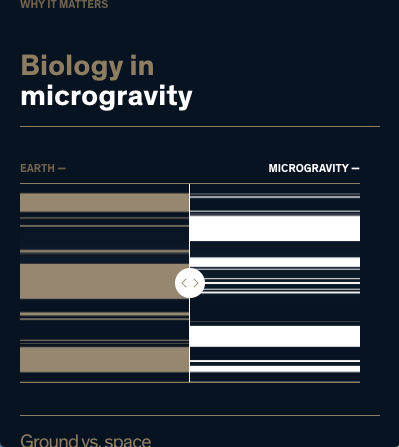 WHY IT MATTERS
Biology in
microgravity
EARTH —
MICROGRAVITY —
Ground vs. space